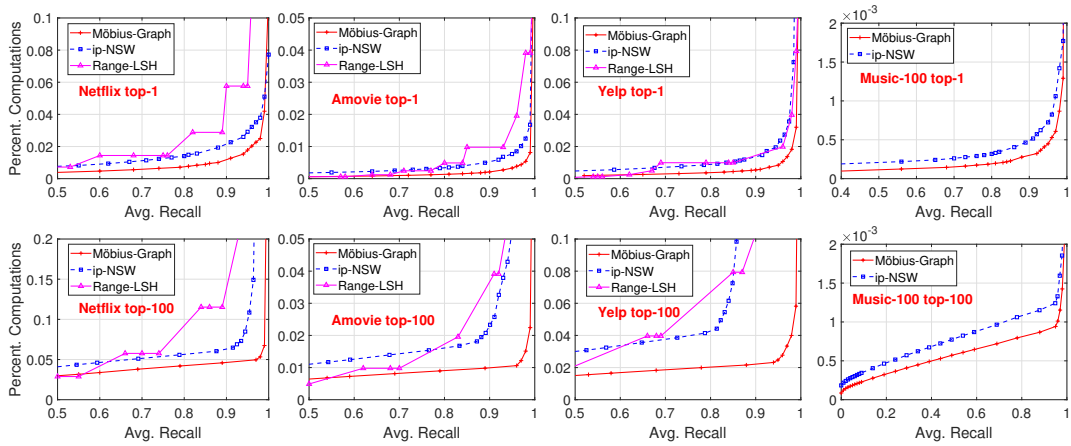 Percent. Computations
0.1
0.08
0.06
0.04
0.02
0
0.5 0.6 0.7 0.8 0.9 1
Avg. Recall
Möbius-Graph
ip-NSW
Range-LSH
Netflix top-1
0.05
0.04
0.03
0.02
0.01
0
0.5 0.6 0.7 0.8 0.9 1
Avg. Recall
Möbius-Graph
ip-NSW
Range-LSH
Amovie top-1
0.1
0.08
0.06
0.04
0.02
0
0.5 0.6 0.7 0.8 0.9 1
Avg. Recall
Möbius-Graph
ip-NSW
Range-LSH
Yelp top-1
2 ×10-3
1.5
1
0.5
0
0.4 0.5 0.6 0.7 0.8 0.9 1
Avg. Recall
Möbius-Graph
ip-NSW
Music-100 top-1
Percent. Computations
0.2
0.15
0.1
0.05
0
0.5 0.6 0.7 0.8 0.9 1
Avg. Recall
Möbius-Graph
ip-NSW
Range-LSH
Netflix top-100
0.05
0.04
0.03
0.02
0.01
0
0.5 0.6 0.7 0.8 0.9 1
Avg. Recall
Möbius-Graph
ip-NSW
Range-LSH
Amovie top-100
0.1
0.08
0.06
0.04
0.02
0
0.5 0.6 0.7 0.8 0.9 1
Avg. Recall
Möbius-Graph
ip-NSW
Range-LSH
Yelp top-100
2 ×10-3
1.5
1
0.5
0
0 0.2 0.4 0.6 0.8 1
Avg. Recall
Möbius-Graph
ip-NSW
Music-100 top-100